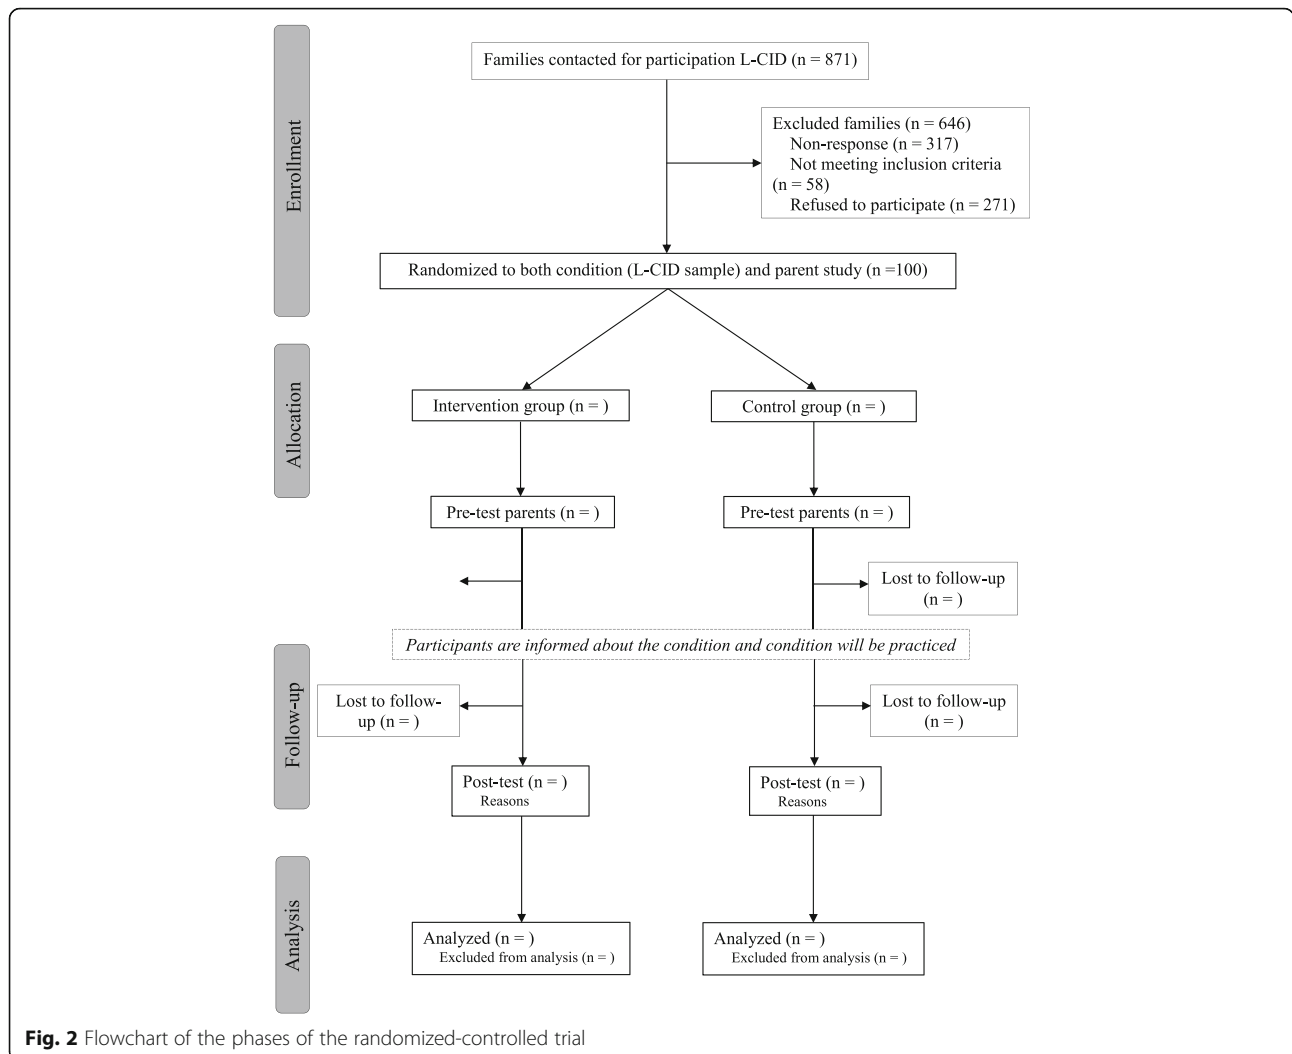 Enrollment
Families contacted for participation L-CID (n = 871)
Excluded families (n = 646)
Non-response (n = 317)
Not meeting inclusion criteria
(n = 58)
Refused to participate (n = 271)
Randomized to both condition (L-CID sample) and parent study (n =100)
Allocation
Intervention group (n = )
Control group (n = )
Pre-test parents (n = )
Pre-test parents (n = )
Lost to follow-up
(n = )
Participants are informed about the condition and condition will be practiced
Follow-up
Lost to follow-
up (n = )
Lost to follow-up
(n = )
Post-test (n = )
Reasons
Post-test (n = )
Reasons
Analysis
Analyzed (n = )
Excluded from analysis (n = )
Analyzed (n = )
Excluded from analysis (n = )
Fig. 2 Flowchart of the phases of the randomized-controlled trial